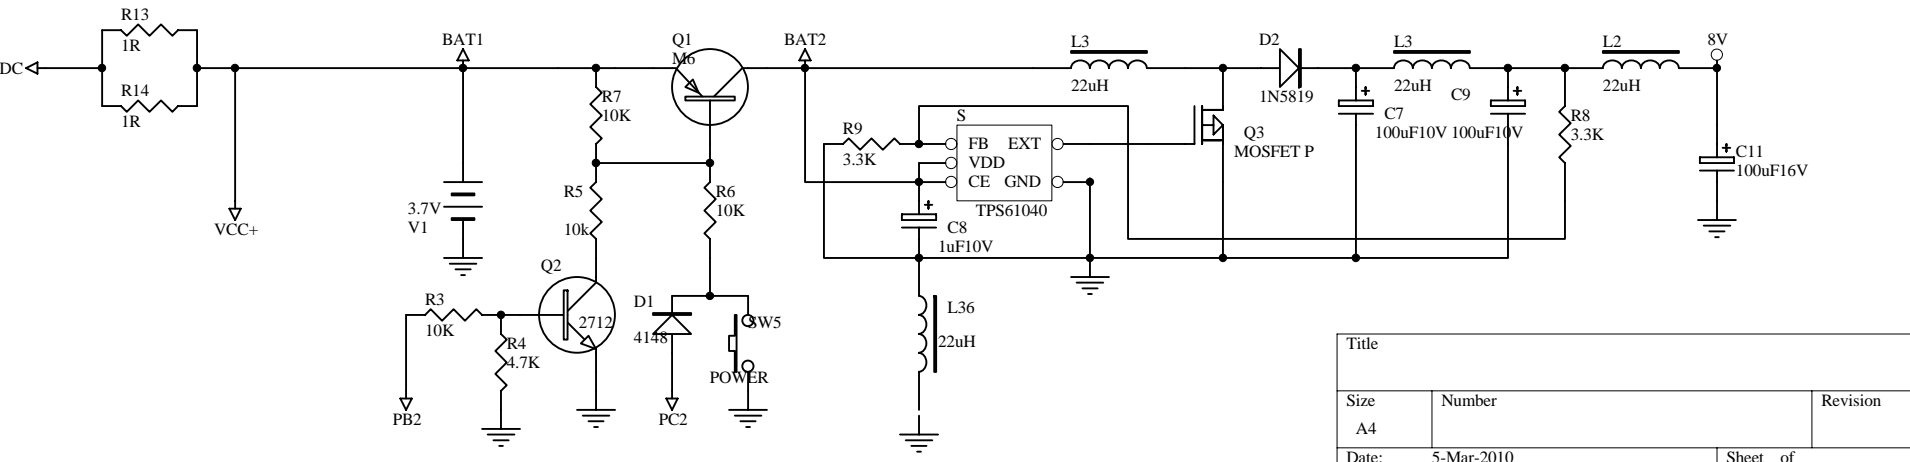 R13
1R
DC
R14
1R
VCC+
BAT1
3.7V
V1
R7
10K
Q1
M6
BAT2
R5
10k
R6
10K
Q2
2712
R3
10K
R4
4.7K
PB2
D1
4148
PC2
SW5
POWER
R9
3.3K
S
FB EXT
VDD
CE GND
TPS61040
C8
1uF10V
L36
22uH
L3
22uH
D2
1N5819
Q3
MOSFET P
L3
22uH
C7
100uF10V
C9
100uF10V
R8
3.3K
L2
22uH
8V
C11
100uF16V
Title
Size Number Revision
A4
Date: 5-Mar-2010 Sheet of